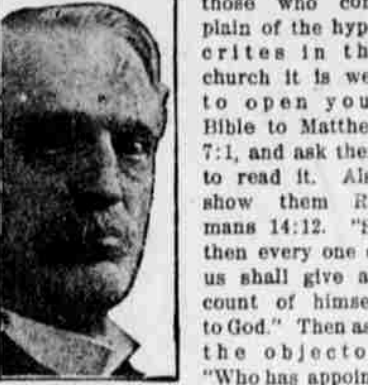 those who con
plain of the hyp
crites in th
church it is we
to open you
Bible to Matthe
7:1, and ask the
to read it. Als
show them R
mans 14:12. "S
then every one o
us shall give a
count of himse
to God." Then as
the objecto
"Who has appoin